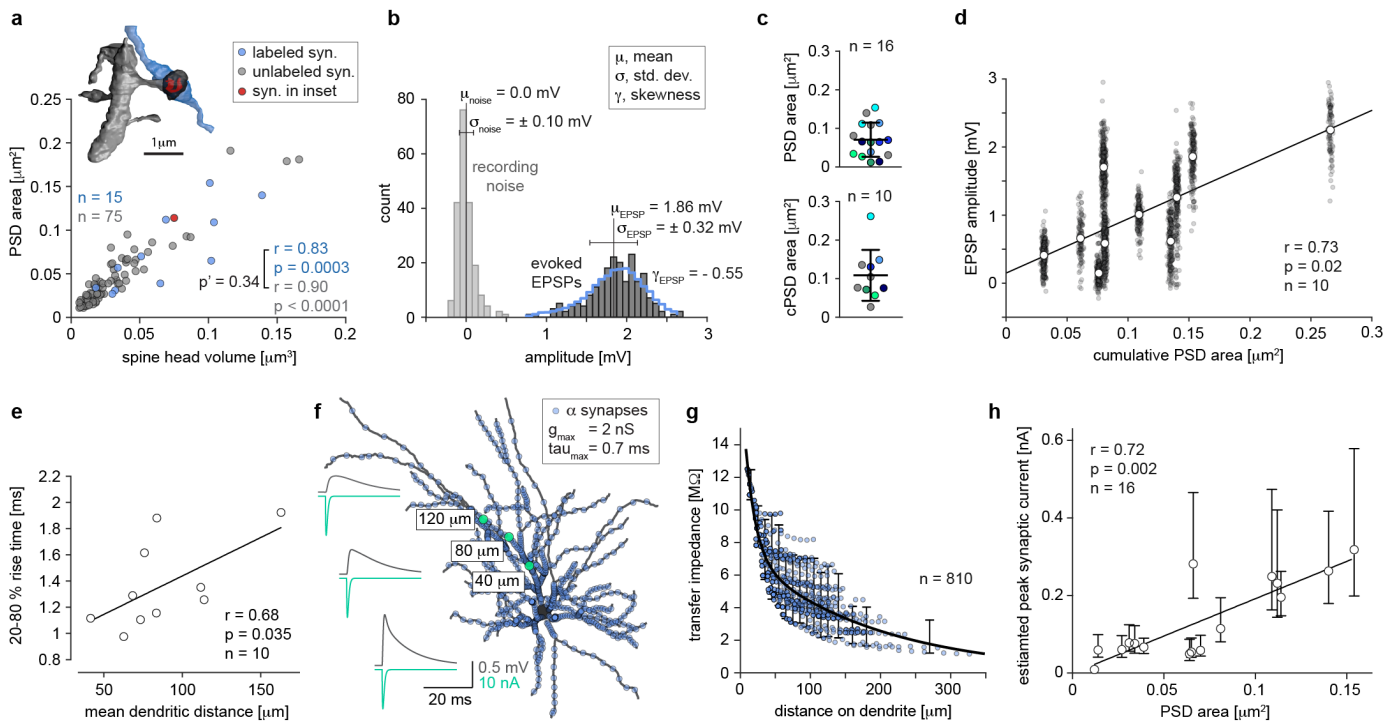 a
labeled syn.
unlabeled syn.
syn. in inset
1μm
0.25
0.2
0.15
0.1
0.05
0
PSD area [μm²]
n = 15
n = 75
p' = 0.34
r = 0.83
p = 0.0003
r = 0.90
p < 0.0001
0 0.05 0.1 0.15 0.2
spine head volume [μm³]
b
μ, mean
σ, std. dev.
γ, skewness
μnoise = 0.0 mV
σnoise = ± 0.10 mV
recording
noise
μEPSP = 1.86 mV
σEPSP = ± 0.32 mV
evoked
EPSPs
γEPSP = - 0.55
80
60
40
20
0
count
0 1 2 3
amplitude [mV]
c
n = 16
0.3
0.2
0.1
0
PSD area [μm²]
n = 10
0.3
0.2
0.1
0
cPSD area [μm²]
d
3
2
1
0
EPSP amplitude [mV]
r = 0.73
p = 0.02
n = 10
0 0.05 0.1 0.15 0.2 0.25 0.3
cumulative PSD area [μm²]
e
2.2
2
1.8
1.6
1.4
1.2
1
0.8
20-80 % rise time [ms]
r = 0.68
p = 0.035
n = 10
50 100 150
mean dendritic distance [μm]
f
α synapses
gmax = 2 nS
taumax = 0.7 ms
120 μm
80 μm
40 μm
0.5 mV
10 nA
20 ms
g
14
12
10
8
6
4
2
0
transfer impedance [MΩ]
n = 810
0 50 100 150 200 250 300
distance on dendrite [μm]
h
0.6
0.4
0.2
0
estiamted peak synaptic current [nA]
r = 0.72
p = 0.002
n = 16
0 0.05 0.1 0.15
PSD area [μm²]